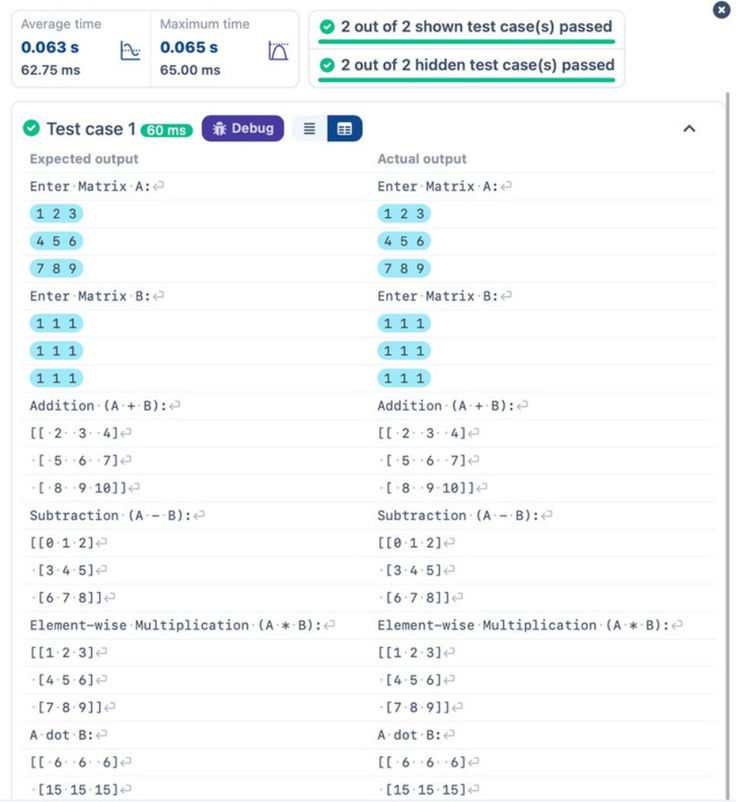 Average time
0.063 s
62.75 ms
Maximum time
0.065 s
65.00 ms
2 out of 2 shown test case(s) passed
2 out of 2 hidden test case(s) passed
Test case 1 60 ms Debug
Expected output Actual output
Enter·Matrix·A:⏎ Enter·Matrix·A:⏎
1 2 3 1 2 3
4 5 6 4 5 6
7 8 9 7 8 9
Enter·Matrix·B:⏎ Enter·Matrix·B:⏎
1 1 1 1 1 1
1 1 1 1 1 1
1 1 1 1 1 1
Addition·(A·+·B):⏎ Addition·(A·+·B):⏎
[[·2··3··4]⏎ [[·2··3··4]⏎
·[·5··6··7]⏎ ·[·5··6··7]⏎
·[·8··9·10]]⏎ ·[·8··9·10]]⏎
Subtraction·(A·-·B):⏎ Subtraction·(A·-·B):⏎
[[0·1·2]⏎ [[0·1·2]⏎
·[3·4·5]⏎ ·[3·4·5]⏎
·[6·7·8]]⏎ ·[6·7·8]]⏎
Element-wise·Multiplication·(A·*·B):⏎ Element-wise·Multiplication·(A·*·B):⏎
[[1·2·3]⏎ [[1·2·3]⏎
·[4·5·6]⏎ ·[4·5·6]⏎
·[7·8·9]]⏎ ·[7·8·9]]⏎
A·dot·B:⏎ A·dot·B:⏎
[[·6··6··6]⏎ [[·6··6··6]⏎
·[15·15·15]⏎ ·[15·15·15]⏎